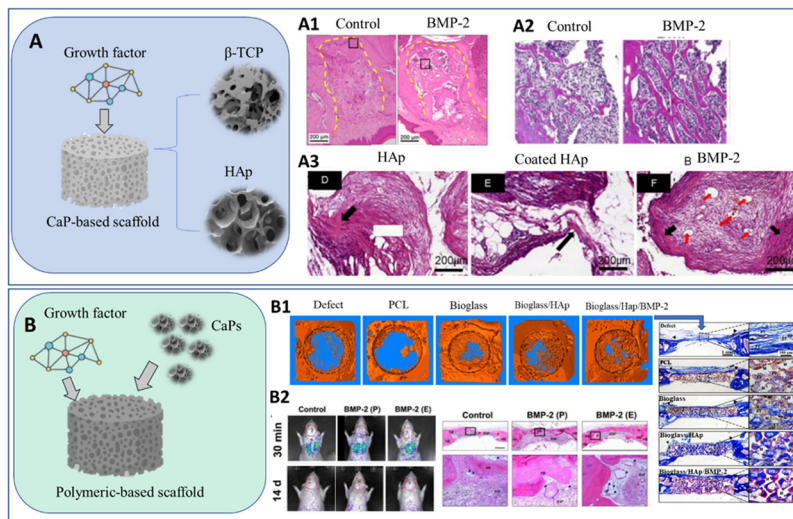 A
Growth factor
CaP-based scaffold
β-TCP
HAp
A1
Control
BMP-2
200 μm
200 μm
A2
Control
BMP-2
A3
HAp
Coated HAp
B
BMP-2
D
E
F
200μm
200μm
200μm
B
Growth factor
CaPs
Polymeric-based scaffold
B1
Defect
PCL
Bioglass
Bioglass/HAp
Bioglass/Hap/BMP-2
Defect
PCL
Bioglass
Bioglass/HAp
Bioglass/HAp/BMP-2
B2
Control
BMP-2 (P)
BMP-2 (E)
30 min
14 d
Control
BMP-2 (P)
BMP-2 (E)